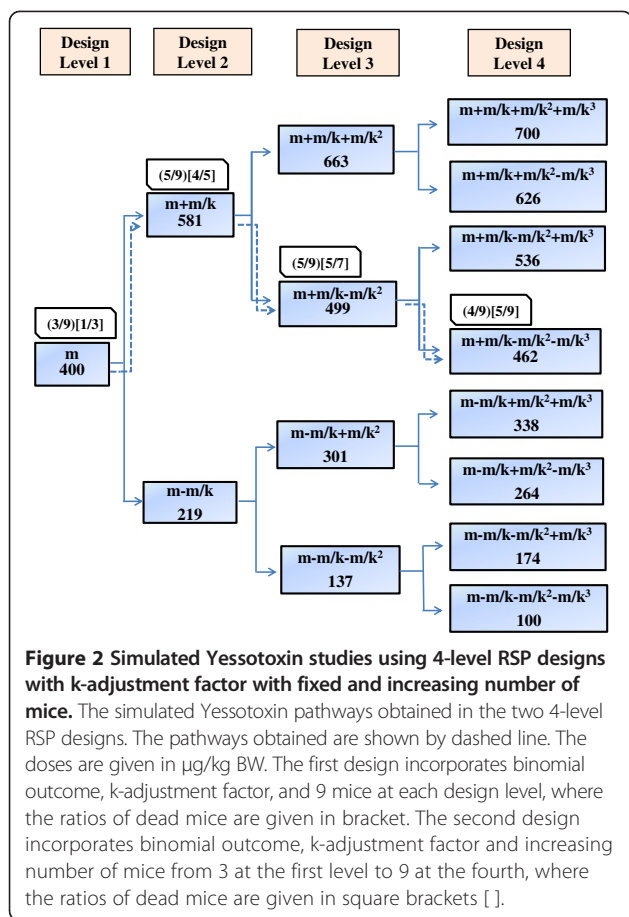 Design
Level 1
Design
Level 2
Design
Level 3
Design
Level 4
m+m/k+m/k²+m/k³
700
m+m/k+m/k²
663
(5/9)[4/5]
m+m/k+m/k²-m/k³
626
m+m/k
581
m+m/k-m/k²+m/k³
536
(5/9)[5/7]
m+m/k-m/k²
499
(3/9)[1/3]
(4/9)[5/9]
m
400
m+m/k-m/k²-m/k³
462
m-m/k+m/k²+m/k³
338
m-m/k+m/k²
301
m-m/k+m/k²-m/k³
264
m-m/k
219
m-m/k-m/k²+m/k³
174
m-m/k-m/k²
137
m-m/k-m/k²-m/k³
100
Figure 2 Simulated Yessotoxin studies using 4-level RSP designs
with k-adjustment factor with fixed and increasing number of
mice. The simulated Yessotoxin pathways obtained in the two 4-level
RSP designs. The pathways obtained are shown by dashed line. The
doses are given in μg/kg BW. The first design incorporates binomial
outcome, k-adjustment factor, and 9 mice at each design level, where
the ratios of dead mice are given in bracket. The second design
incorporates binomial outcome, k-adjustment factor and increasing
number of mice from 3 at the first level to 9 at the fourth, where
the ratios of dead mice are given in square brackets [ ].